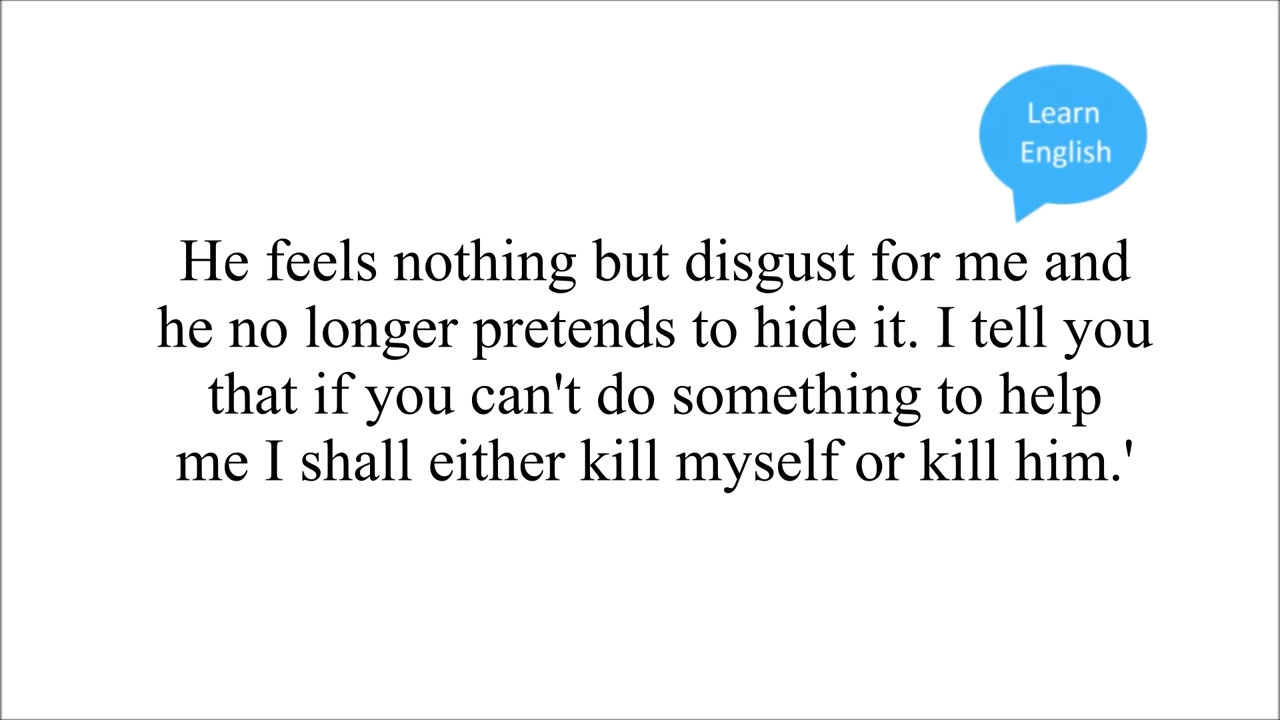 Learn
English
He feels nothing but disgust for me and
he no longer pretends to hide it. I tell you
that if you can't do something to help
me I shall either kill myself or kill him.'